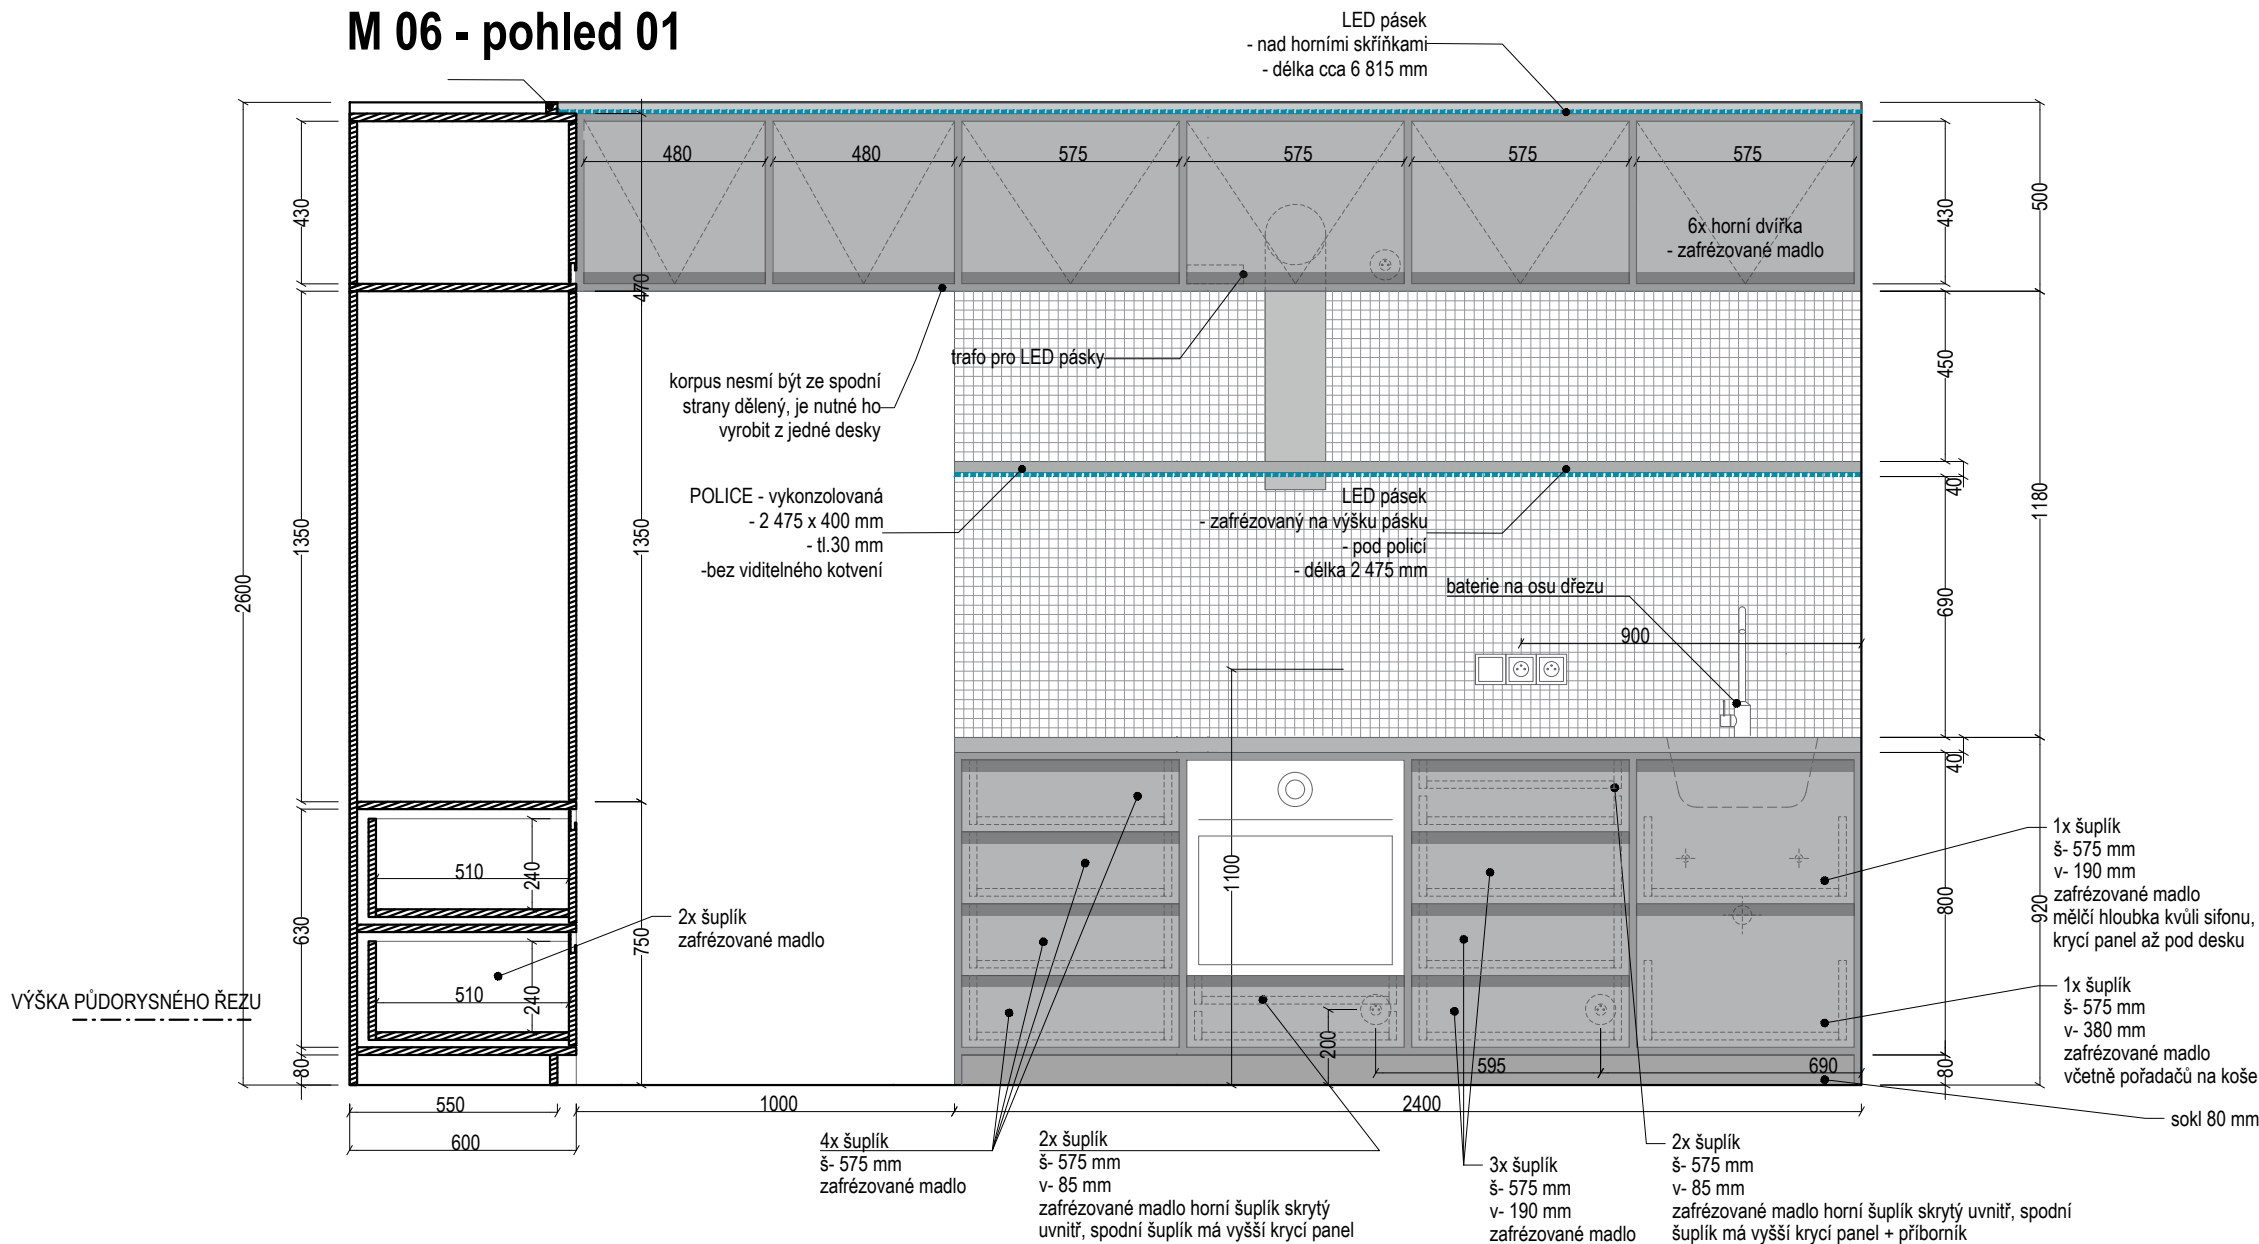 M 06 - pohled 01
LED pásek
- nad horními skříňkami
- délka cca 6 815 mm
480
480
575
575
575
575
430
430
500
6x horní dvířka
- zafrézované madlo
470
trafo pro LED pásky
korpus nesmí být ze spodní
strany dělený, je nutné ho
vyrobit z jedné desky
450
POLICE - vykonzolovaná
- 2 475 x 400 mm
- tl.30 mm
-bez viditelného kotvení
LED pásek
- zafrézovaný na výšku pásku
- pod policí
- délka 2 475 mm
40
1180
1350
1350
2600
baterie na osu dřezu
690
900
40
1100
510
240
2x šuplík
zafrézované madlo
630
750
800
920
1x šuplík
š- 575 mm
v- 190 mm
zafrézované madlo
mělčí hloubka kvůli sifonu,
krycí panel až pod desku
VÝŠKA PŮDORYSNÉHO ŘEZU
510
240
1x šuplík
š- 575 mm
v- 380 mm
zafrézované madlo
včetně pořadačů na koše
200
595
690
80
80
sokl 80 mm
550
1000
2400
600
4x šuplík
š- 575 mm
zafrézované madlo
2x šuplík
š- 575 mm
v- 85 mm
zafrézované madlo horní šuplík skrytý
uvnitř, spodní šuplík má vyšší krycí panel
3x šuplík
š- 575 mm
v- 190 mm
zafrézované madlo
2x šuplík
š- 575 mm
v- 85 mm
zafrézované madlo horní šuplík skrytý uvnitř, spodní
šuplík má vyšší krycí panel + příborník